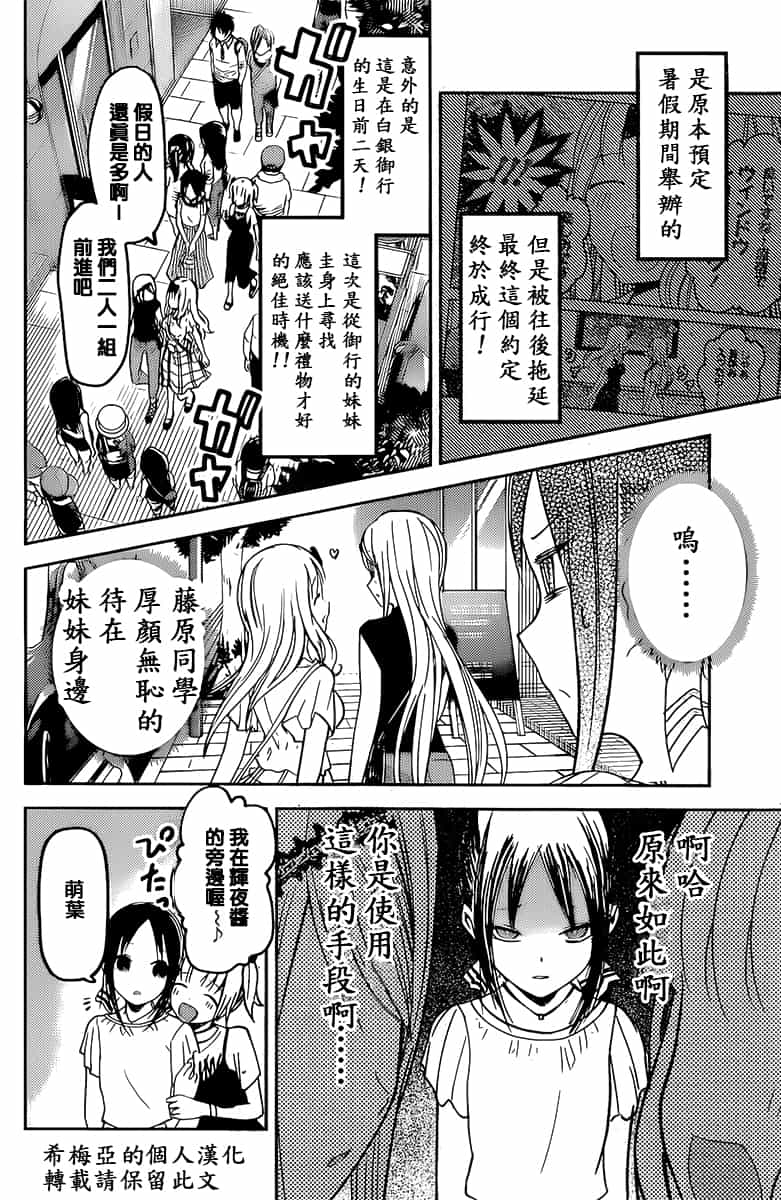 是原本預定
暑假期間舉辦的
但是被往後拖延
最終這個約定
終於成行！
!!!
ウィンドウ
意外的是
這是在白銀御行
的生日前二天！
這次是從御行的妹妹
圭身上尋找
應該送什麼禮物才好
的絕佳時機!!
ガヤ
ガヤ
假日的人
還真是多啊—
我們二人一組
前進吧
嗚……
藤原同學
厚顏無恥的
待在
妹妹身邊
啊哈
原來如此啊
你是使用
這樣的手段啊……
我在輝夜醬
的旁邊喔～♪
ぴたっ
萌葉
希梅亞的個人漢化
轉載請保留此文